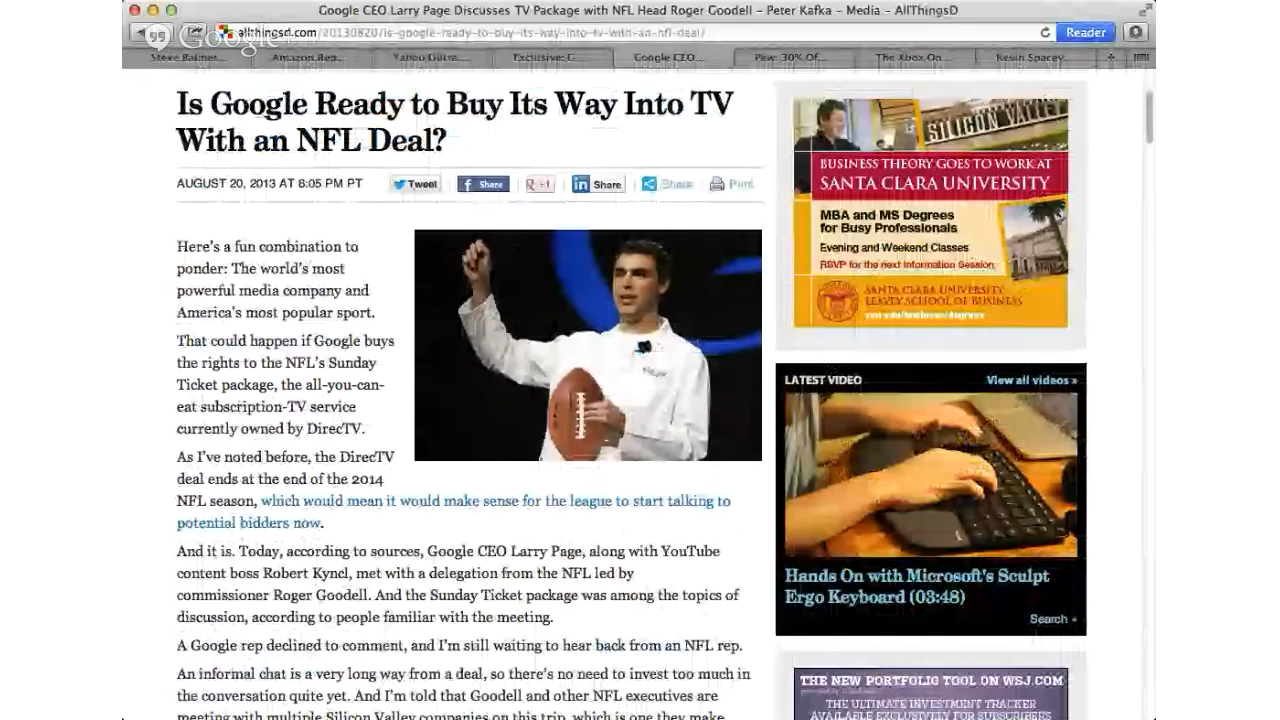 Google CEO Larry Page Discusses TV Package with NFL Head Roger Goodell – Peter Kafka – Media – AllThingsD
allthingsd.com/20130820/is-google-ready-to-buy-its-way-into-tv-with-an-nfl-deal/
Reader
Google
Steve Balmer...
Amazon Rep...
Exclusive: G...
Google CEO...
Pew: 30% Of...
The Xbox On...
Kevin Spacey...
Is Google Ready to Buy Its Way Into TV
With an NFL Deal?
AUGUST 20, 2013 AT 6:05 PM PT
Tweet
Share
+1
Share
Share
Print
Here's a fun combination to
ponder: The world's most
powerful media company and
America's most popular sport.
That could happen if Google buys
the rights to the NFL's Sunday
Ticket package, the all-you-can-
eat subscription-TV service
currently owned by DirecTV.
As I've noted before, the DirecTV
deal ends at the end of the 2014
NFL season, which would mean it would make sense for the league to start talking to
potential bidders now.
And it is. Today, according to sources, Google CEO Larry Page, along with YouTube
content boss Robert Kyncl, met with a delegation from the NFL led by
commissioner Roger Goodell. And the Sunday Ticket package was among the topics of
discussion, according to people familiar with the meeting.
A Google rep declined to comment, and I'm still waiting to hear back from an NFL rep.
An informal chat is a very long way from a deal, so there's no need to invest too much in
the conversation quite yet. And I'm told that Goodell and other NFL executives are
meeting with multiple Silicon Valley companies on this trip, which is one they make
SILICON VALLEY
BUSINESS THEORY GOES TO WORK AT
SANTA CLARA UNIVERSITY
MBA and MS Degrees
for Busy Professionals
Evening and Weekend Classes
RSVP for the next Information Session
SANTA CLARA UNIVERSITY
LEAVEY SCHOOL OF BUSINESS
LATEST VIDEO
View all videos »
Hands On with Microsoft's Sculpt
Ergo Keyboard (03:48)
Search »
THE NEW PORTFOLIO TOOL ON WSJ.COM
THE ULTIMATE INVESTMENT TRACKER
AVAILABLE EXCLUSIVELY FOR SUBSCRIBERS